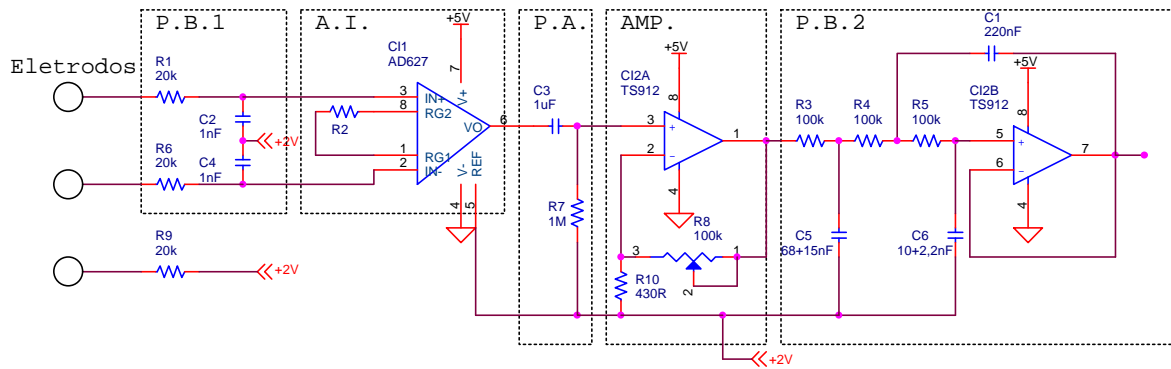 P.B.1
A.I.
P.A.
AMP.
P.B.2
Eletrodos
R1
20k
C2
1nF
+2V
C4
1nF
R6
20k
R9
20k
+2V
+5V
CI1
AD627
7
3
8
1
2
IN+
RG2
RG1
IN-
V+
VO
V-
REF
6
4
5
R2
C3
1uF
R7
1M
+5V
CI2A
TS912
8
3
2
+
−
1
4
R8
100k
3
1
2
R10
430R
+2V
C1
220nF
R3
100k
R4
100k
R5
100k
C5
68+15nF
C6
10+2,2nF
+5V
CI2B
TS912
8
5
6
+
−
7
4